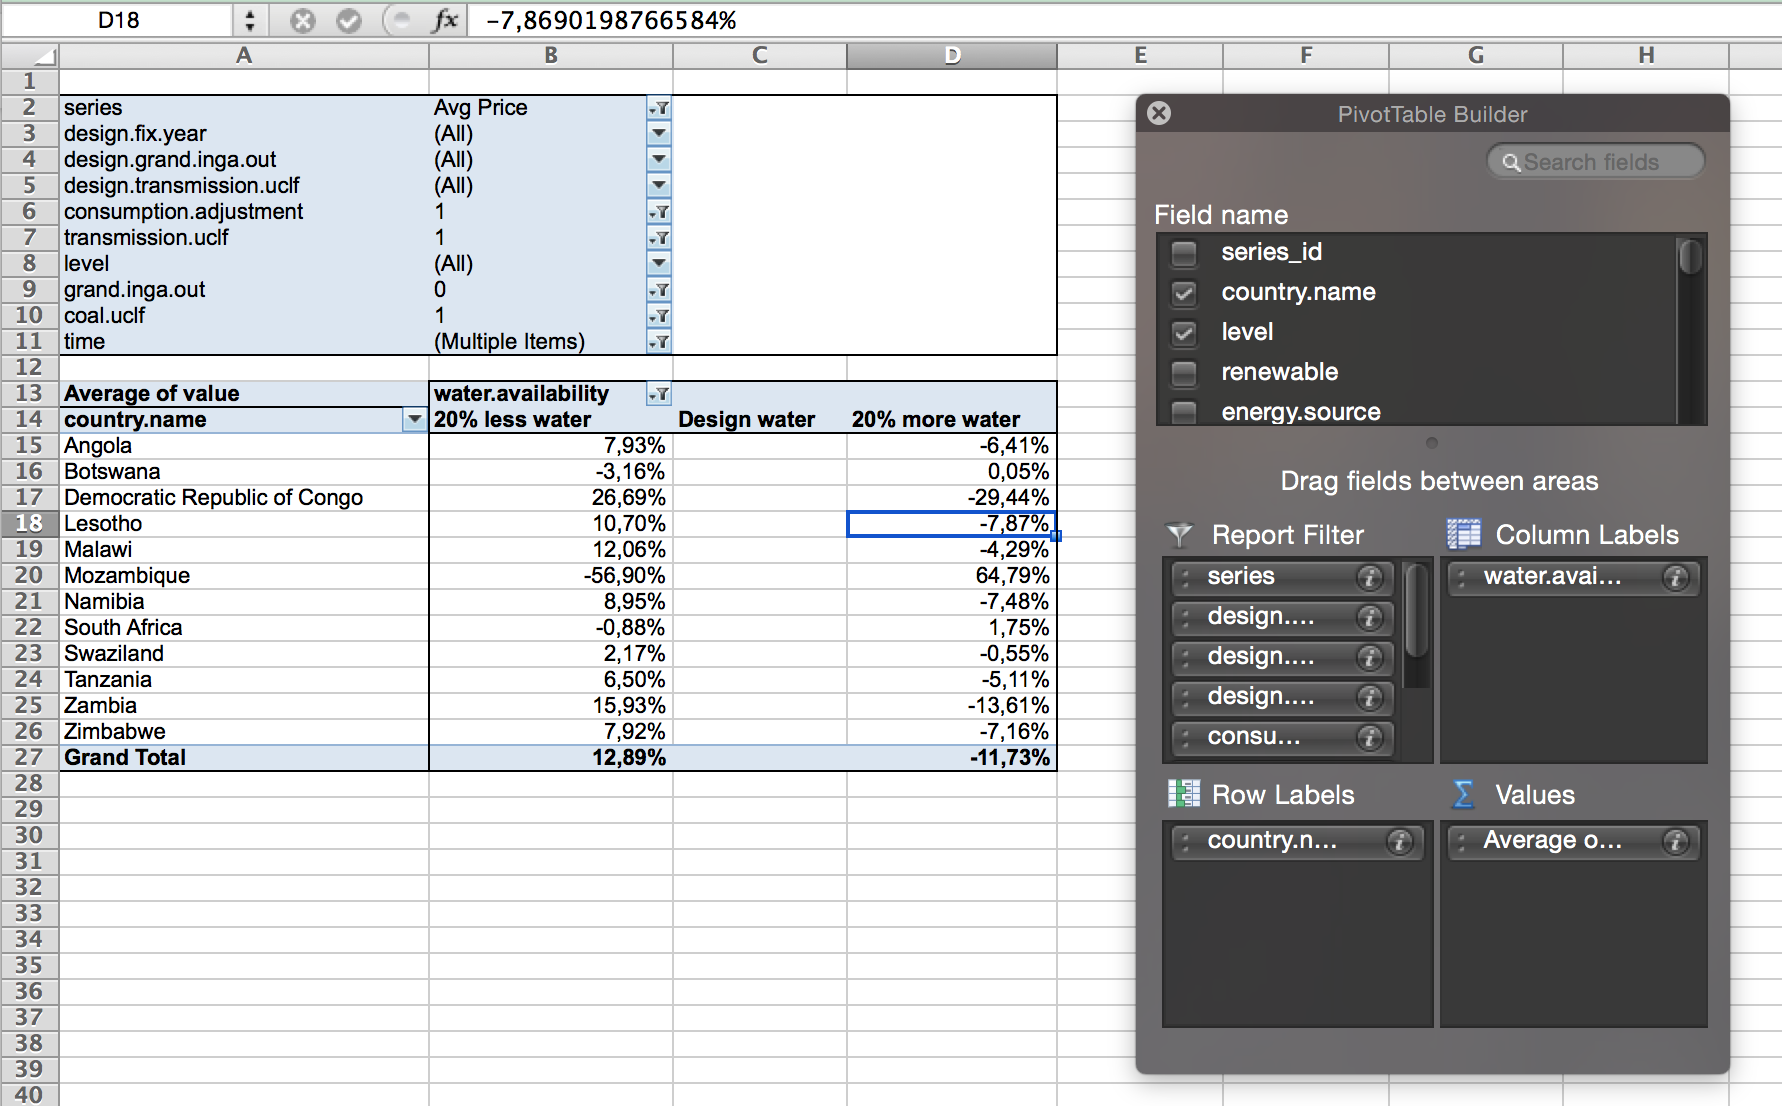 D18 fx -7,8690198766584%
A B C D E F G H
1
2 series Avg Price
3 design.fix.year (All)
4 design.grand.inga.out (All)
5 design.transmission.uclf (All)
6 consumption.adjustment 1
7 transmission.uclf 1
8 level (All)
9 grand.inga.out 0
10 coal.uclf 1
11 time (Multiple Items)
12
13 Average of value water.availability
14 country.name 20% less water Design water 20% more water
15 Angola 7,93% -6,41%
16 Botswana -3,16% 0,05%
17 Democratic Republic of Congo 26,69% -29,44%
18 Lesotho 10,70% -7,87%
19 Malawi 12,06% -4,29%
20 Mozambique -56,90% 64,79%
21 Namibia 8,95% -7,48%
22 South Africa -0,88% 1,75%
23 Swaziland 2,17% -0,55%
24 Tanzania 6,50% -5,11%
25 Zambia 15,93% -13,61%
26 Zimbabwe 7,92% -7,16%
27 Grand Total 12,89% -11,73%
28
29
30
31
32
33
34
35
36
37
38
39
40
PivotTable Builder
Search fields
Field name
series_id
country.name
level
renewable
energy.source
Drag fields between areas
Report Filter
series
design....
design....
design....
consu...
Column Labels
water.avai...
Row Labels
country.n...
Values
Average o...